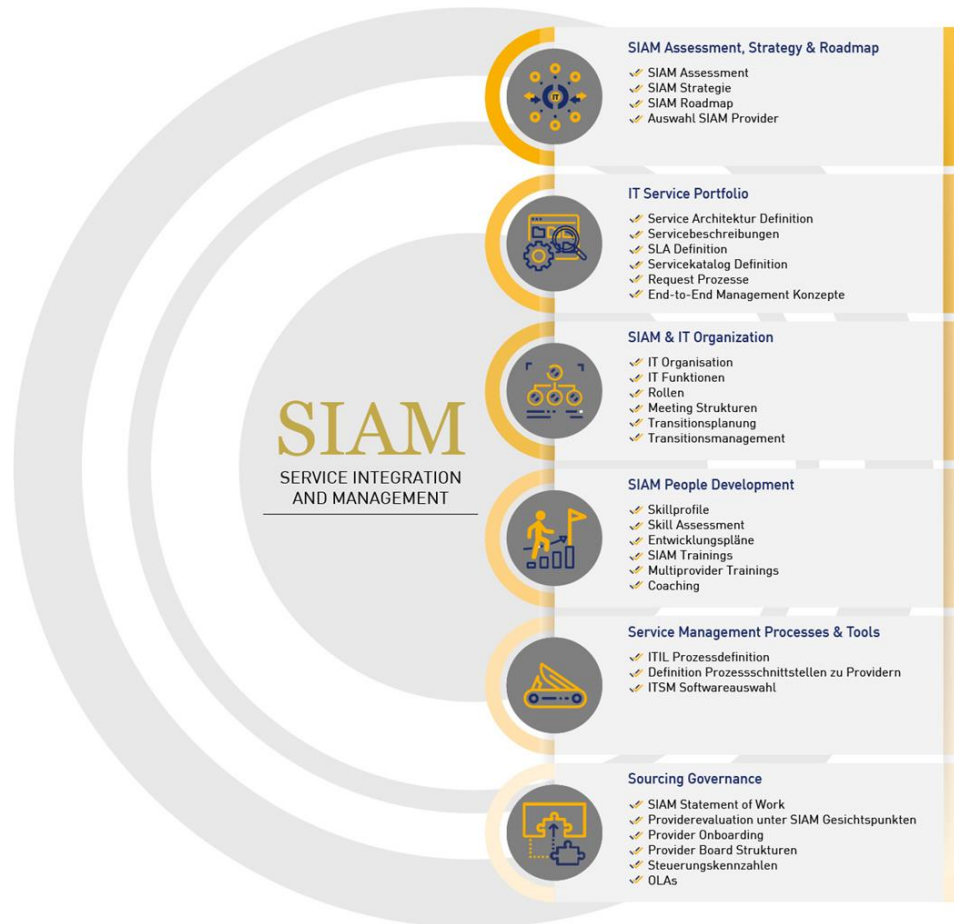 SIAM
SERVICE INTEGRATION
AND MANAGEMENT
SIAM Assessment, Strategy & Roadmap
SIAM Assessment
SIAM Strategie
SIAM Roadmap
Auswahl SIAM Provider
IT
IT Service Portfolio
Service Architektur Definition
Servicebeschreibungen
SLA Definition
Servicekatalog Definition
Request Prozesse
End-to-End Management Konzepte
SIAM & IT Organization
IT Organisation
IT Funktionen
Rollen
Meeting Strukturen
Transitionsplanung
Transitionsmanagement
SIAM People Development
Skillprofile
Skill Assessment
Entwicklungspläne
SIAM Trainings
Multiprovider Trainings
Coaching
Service Management Processes & Tools
ITIL Prozessdefinition
Definition Prozessschnittstellen zu Providern
ITSM Softwareauswahl
Sourcing Governance
SIAM Statement of Work
Providerevaluation unter SIAM Gesichtspunkten
Provider Onboarding
Provider Board Strukturen
Steuerungskennzahlen
OLAs